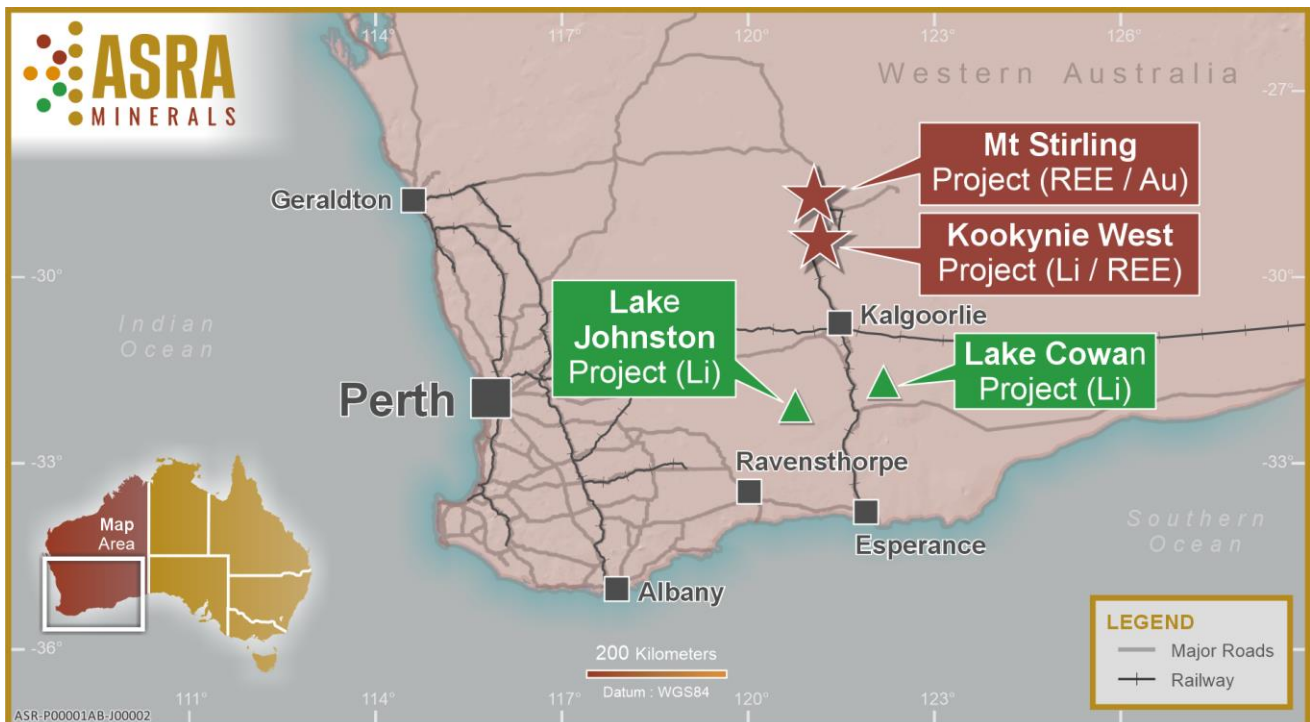 ASRA
MINERALS
114°
117°
120°
123°
126°
Western Australia
-27°
Mt Stirling
Project (REE / Au)
Geraldton
Kookynie West
Project (Li / REE)
-30°
-30°
Indian
Ocean
Lake
Johnston
Project (Li)
Kalgoorlie
Lake Cowan
Project (Li)
Perth
-33°
-33°
Ravensthorpe
Map
Area
Esperance
Southern
Ocean
Albany
LEGEND
Major Roads
Railway
-36°
200 Kilometers
Datum : WGS84
111°
114°
117°
120°
123°
ASR-P00001AB-J00002